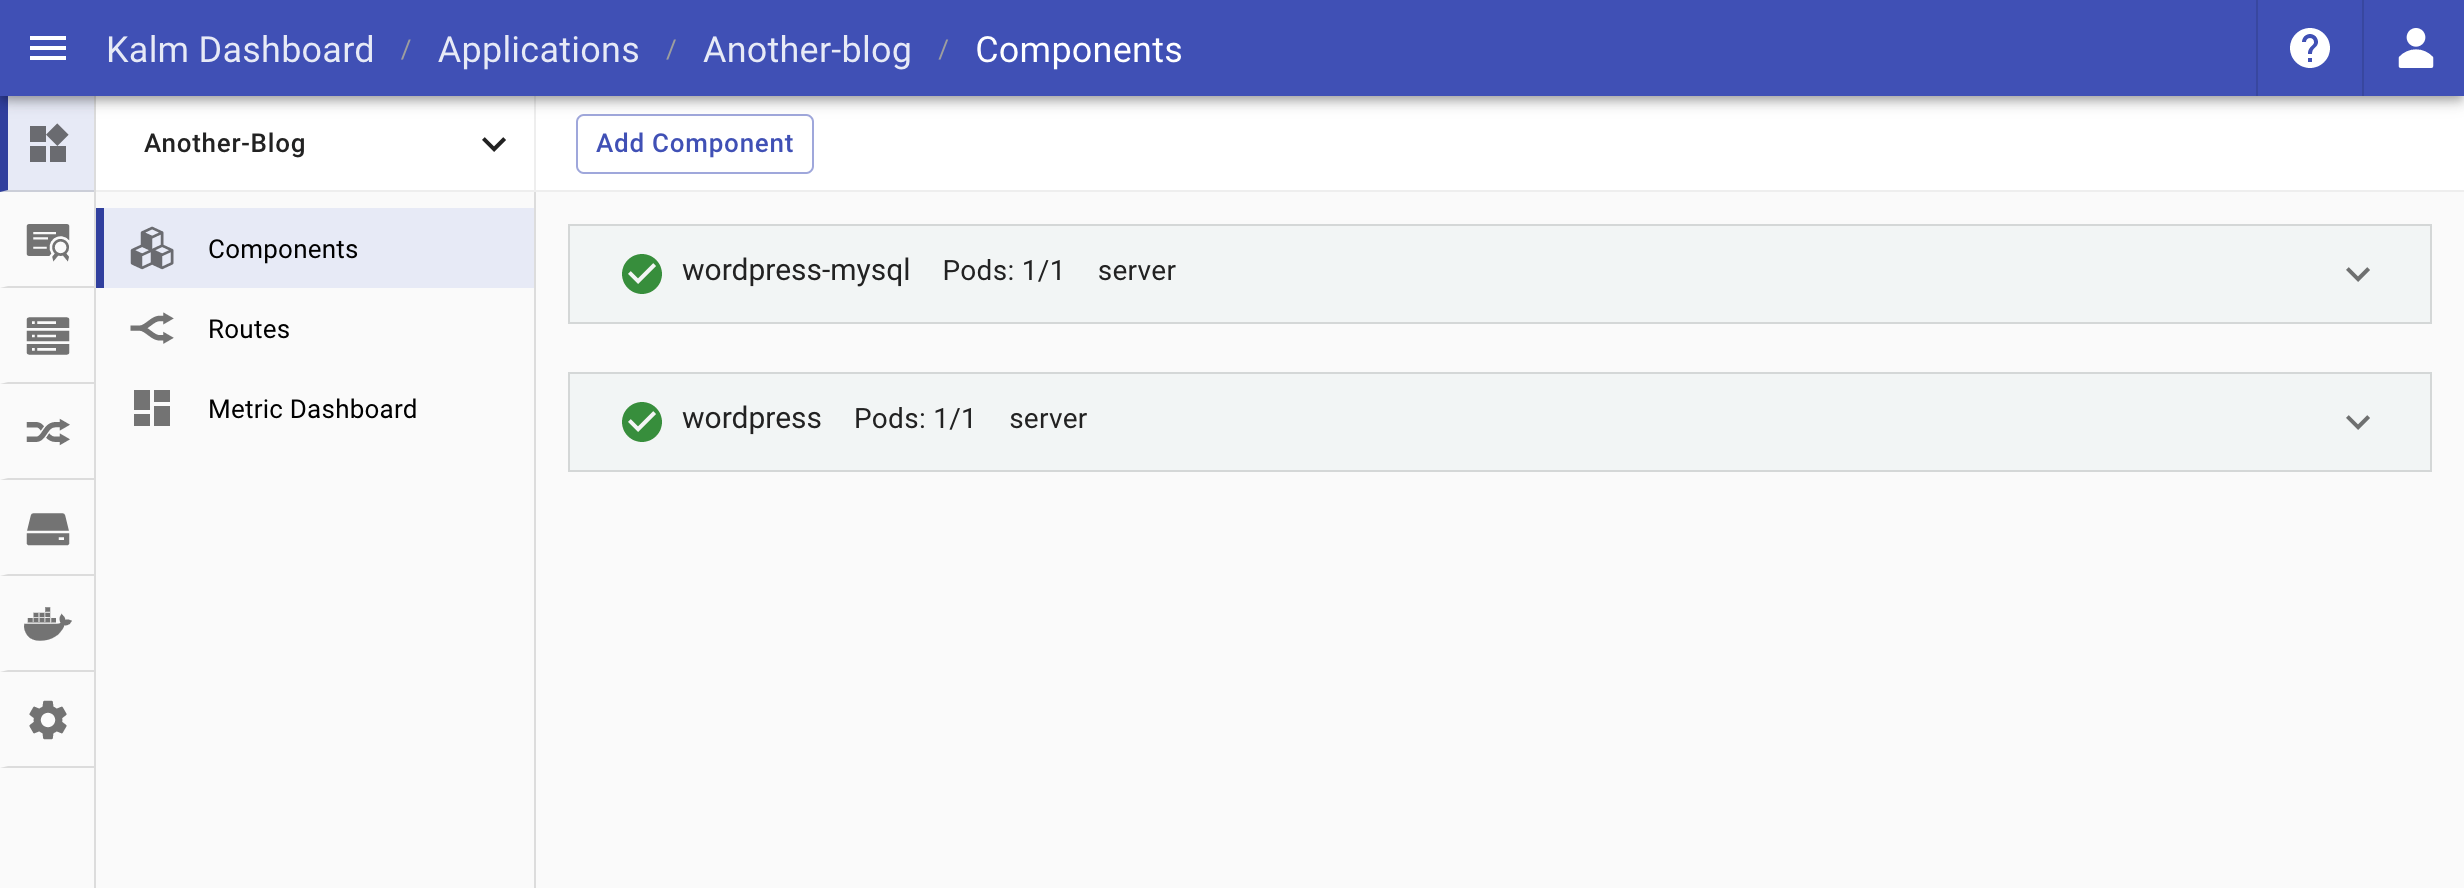 Kalm Dashboard / Applications / Another-blog / Components
Another-Blog
Add Component
Components
Routes
Metric Dashboard
wordpress-mysql Pods: 1/1 server
wordpress Pods: 1/1 server